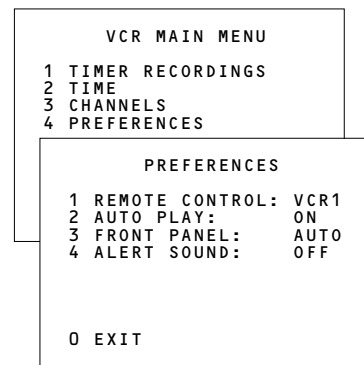 VCR MAIN MENU
1 TIMER RECORDINGS
2 TIME
3 CHANNELS
4 PREFERENCES
PREFERENCES
1 REMOTE CONTROL: VCR1
2 AUTO PLAY: ON
3 FRONT PANEL: AUTO
4 ALERT SOUND: OFF
0 EXIT